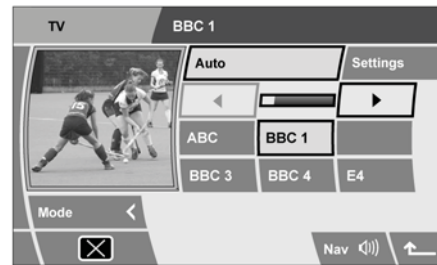 TV BBC 1
Auto Settings
ABC BBC 1
BBC 3 BBC 4 E4
Mode
Nav
15